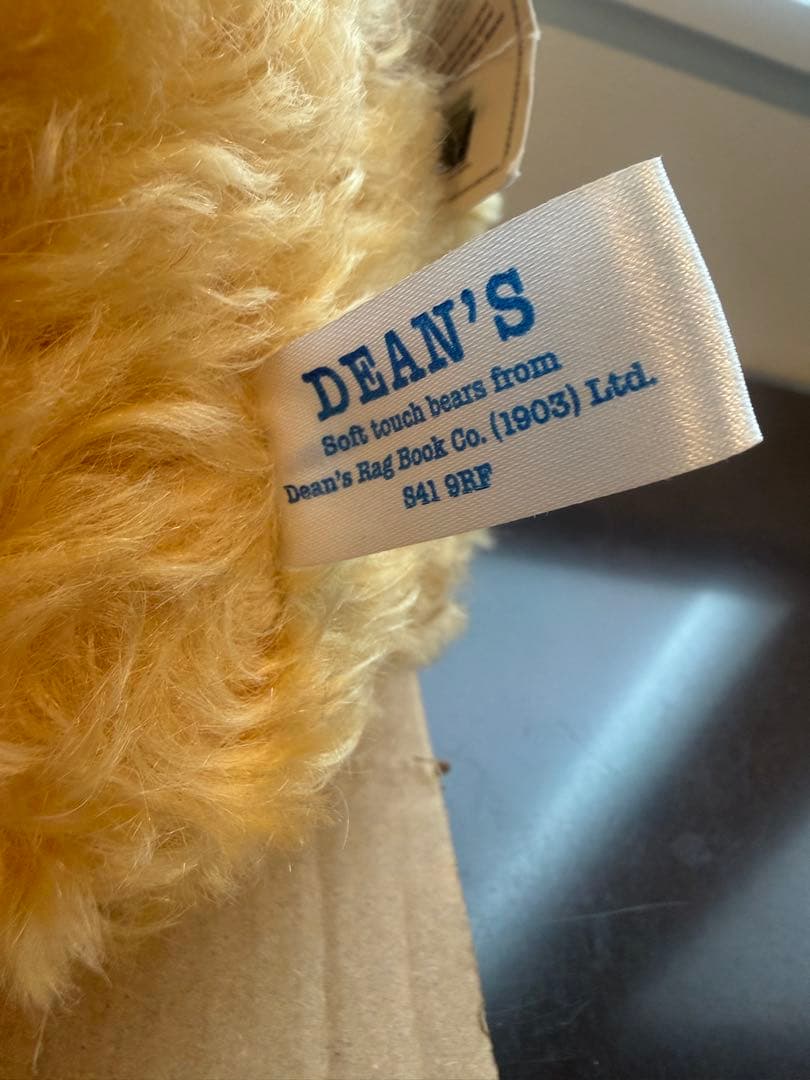 DEAN'S
Soft touch bears from
Dean's Rag Book Co. (1903) Ltd.
S41 9RF